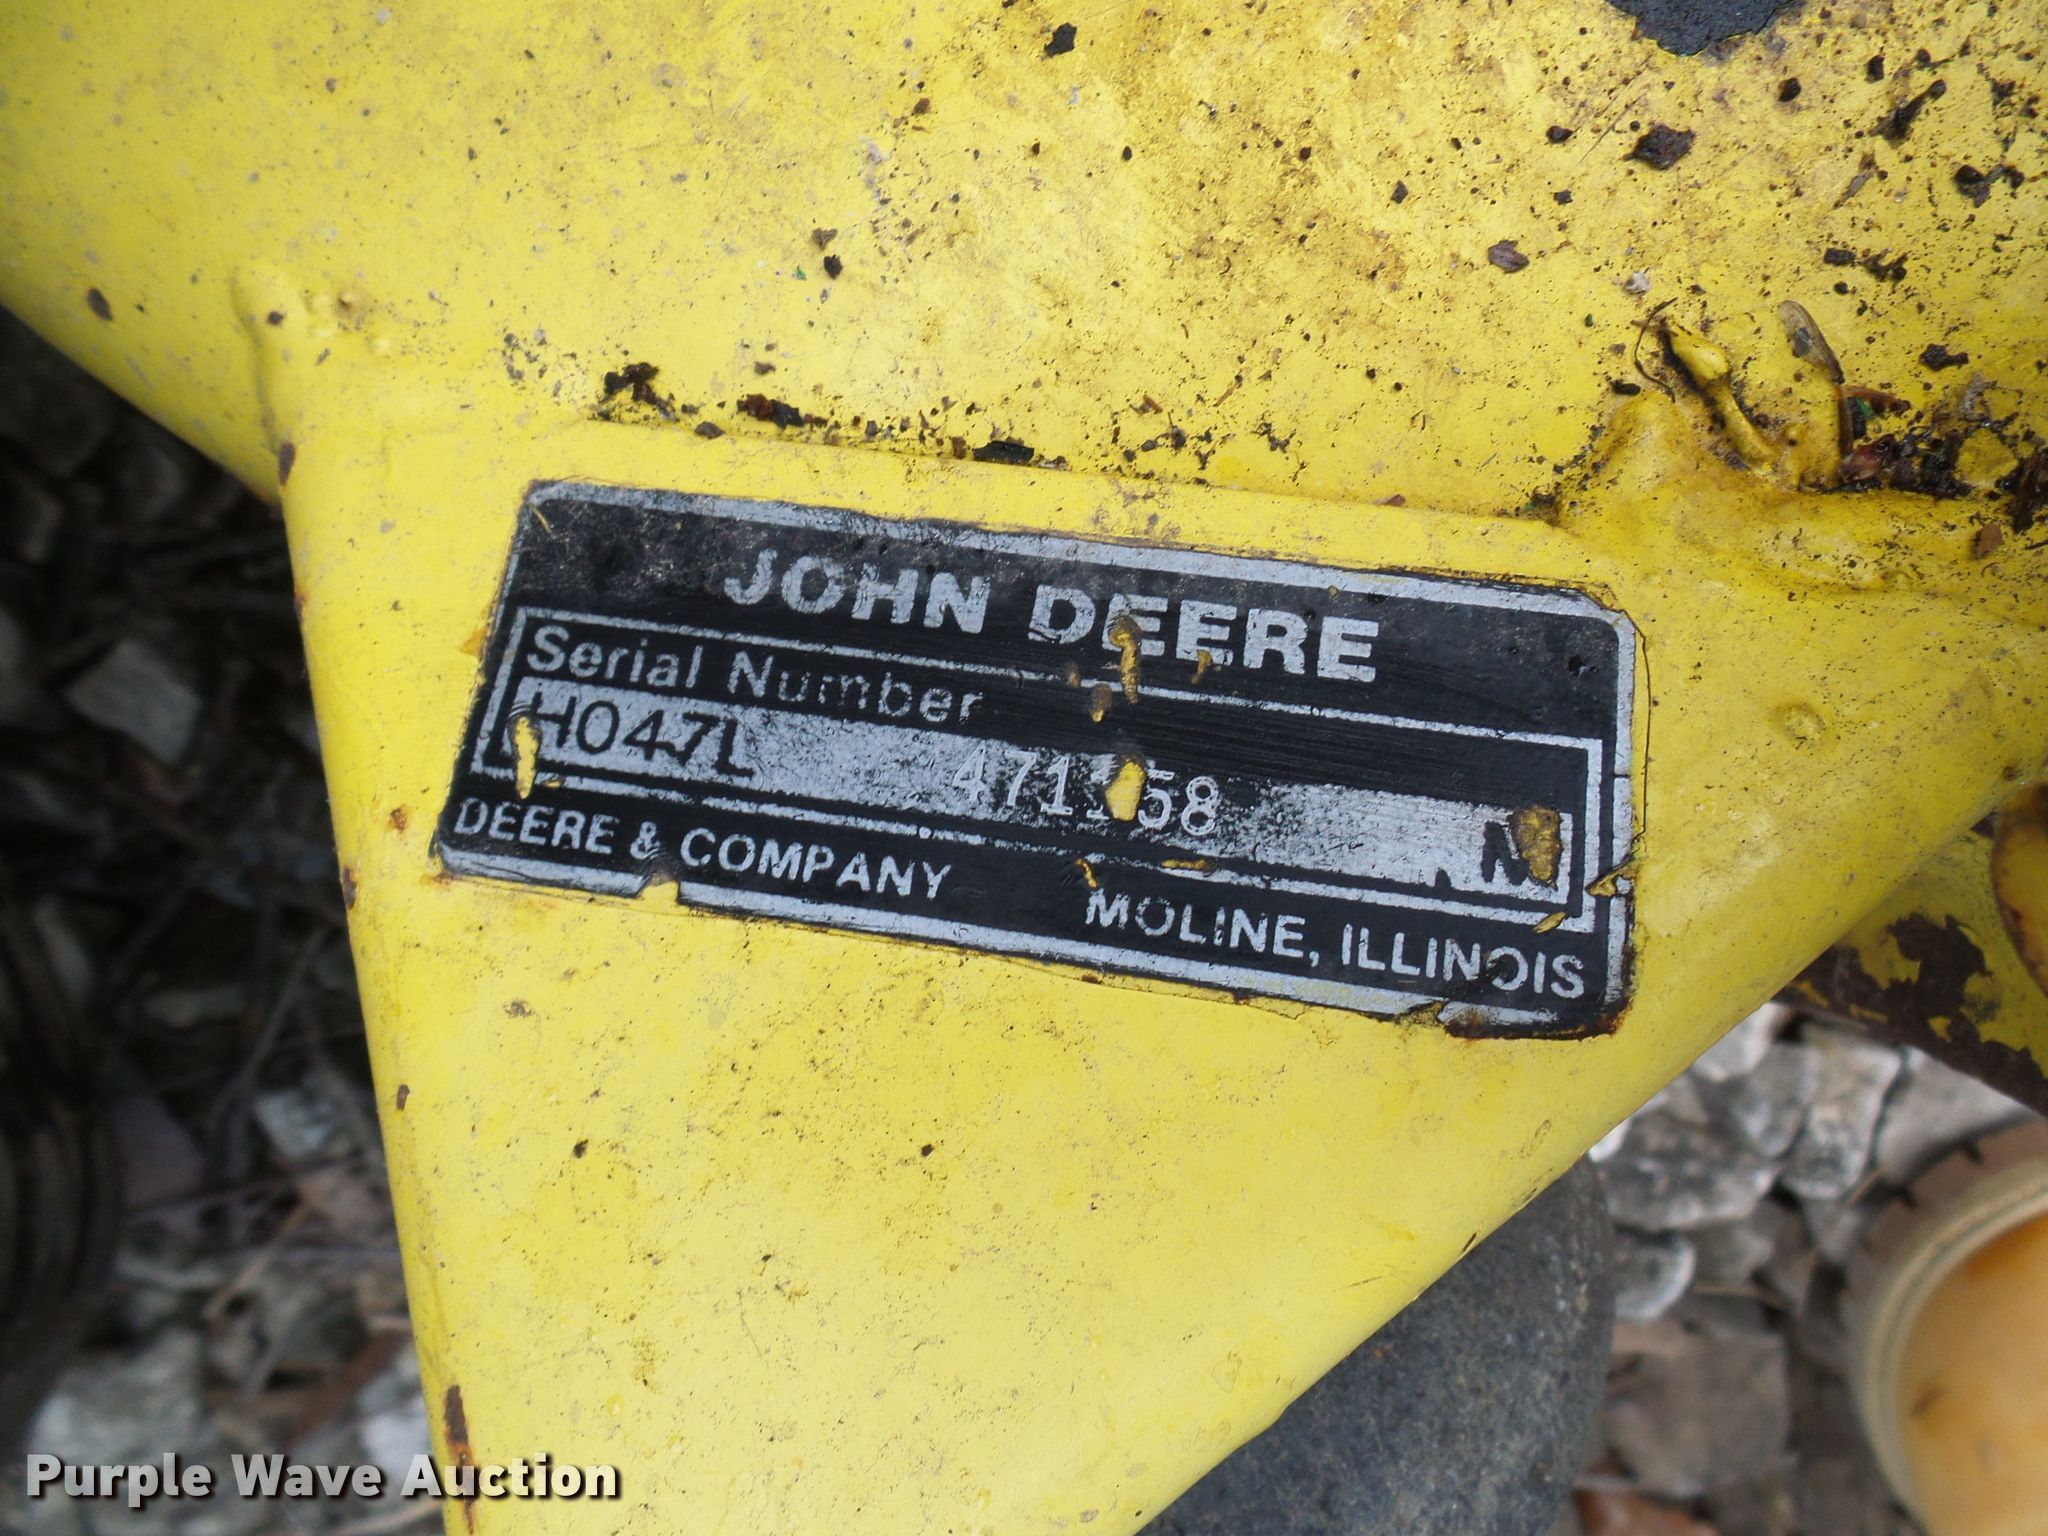 JOHN DEERE
Serial Number
H047L M
DEERE & COMPANY MOLINE, ILLINOIS
Purple Wave Auction